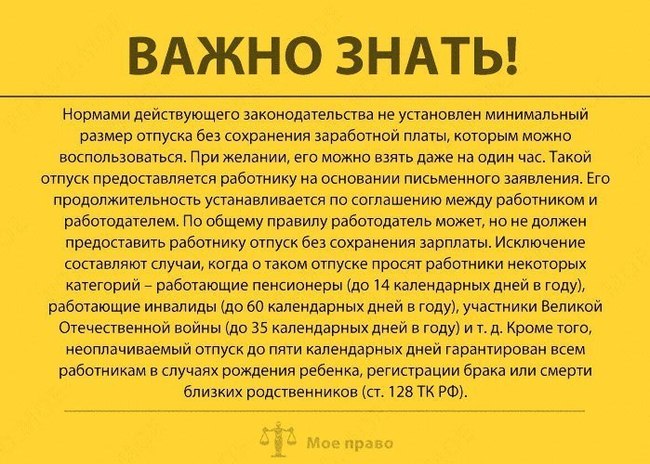 ВАЖНО ЗНАТЬ!
Нормами действующего законодательства не установлен минимальный
размер отпуска без сохранения заработной платы, которым можно
воспользоваться. При желании, его можно взять даже на один час. Такой
отпуск предоставляется работнику на основании письменного заявления. Его
продолжительность устанавливается по соглашению между работником и
работодателем. По общему правилу работодатель может, но не должен
предоставить работнику отпуск без сохранения зарплаты. Исключение
составляют случаи, когда о таком отпуске просят работники некоторых
категорий – работающие пенсионеры (до 14 календарных дней в году),
работающие инвалиды (до 60 календарных дней в году), участники Великой
Отечественной войны (до 35 календарных дней в году) и т. д. Кроме того,
неоплачиваемый отпуск до пяти календарных дней гарантирован всем
работникам в случаях рождения ребенка, регистрации брака или смерти
близких родственников (ст. 128 ТК РФ).
Мое право